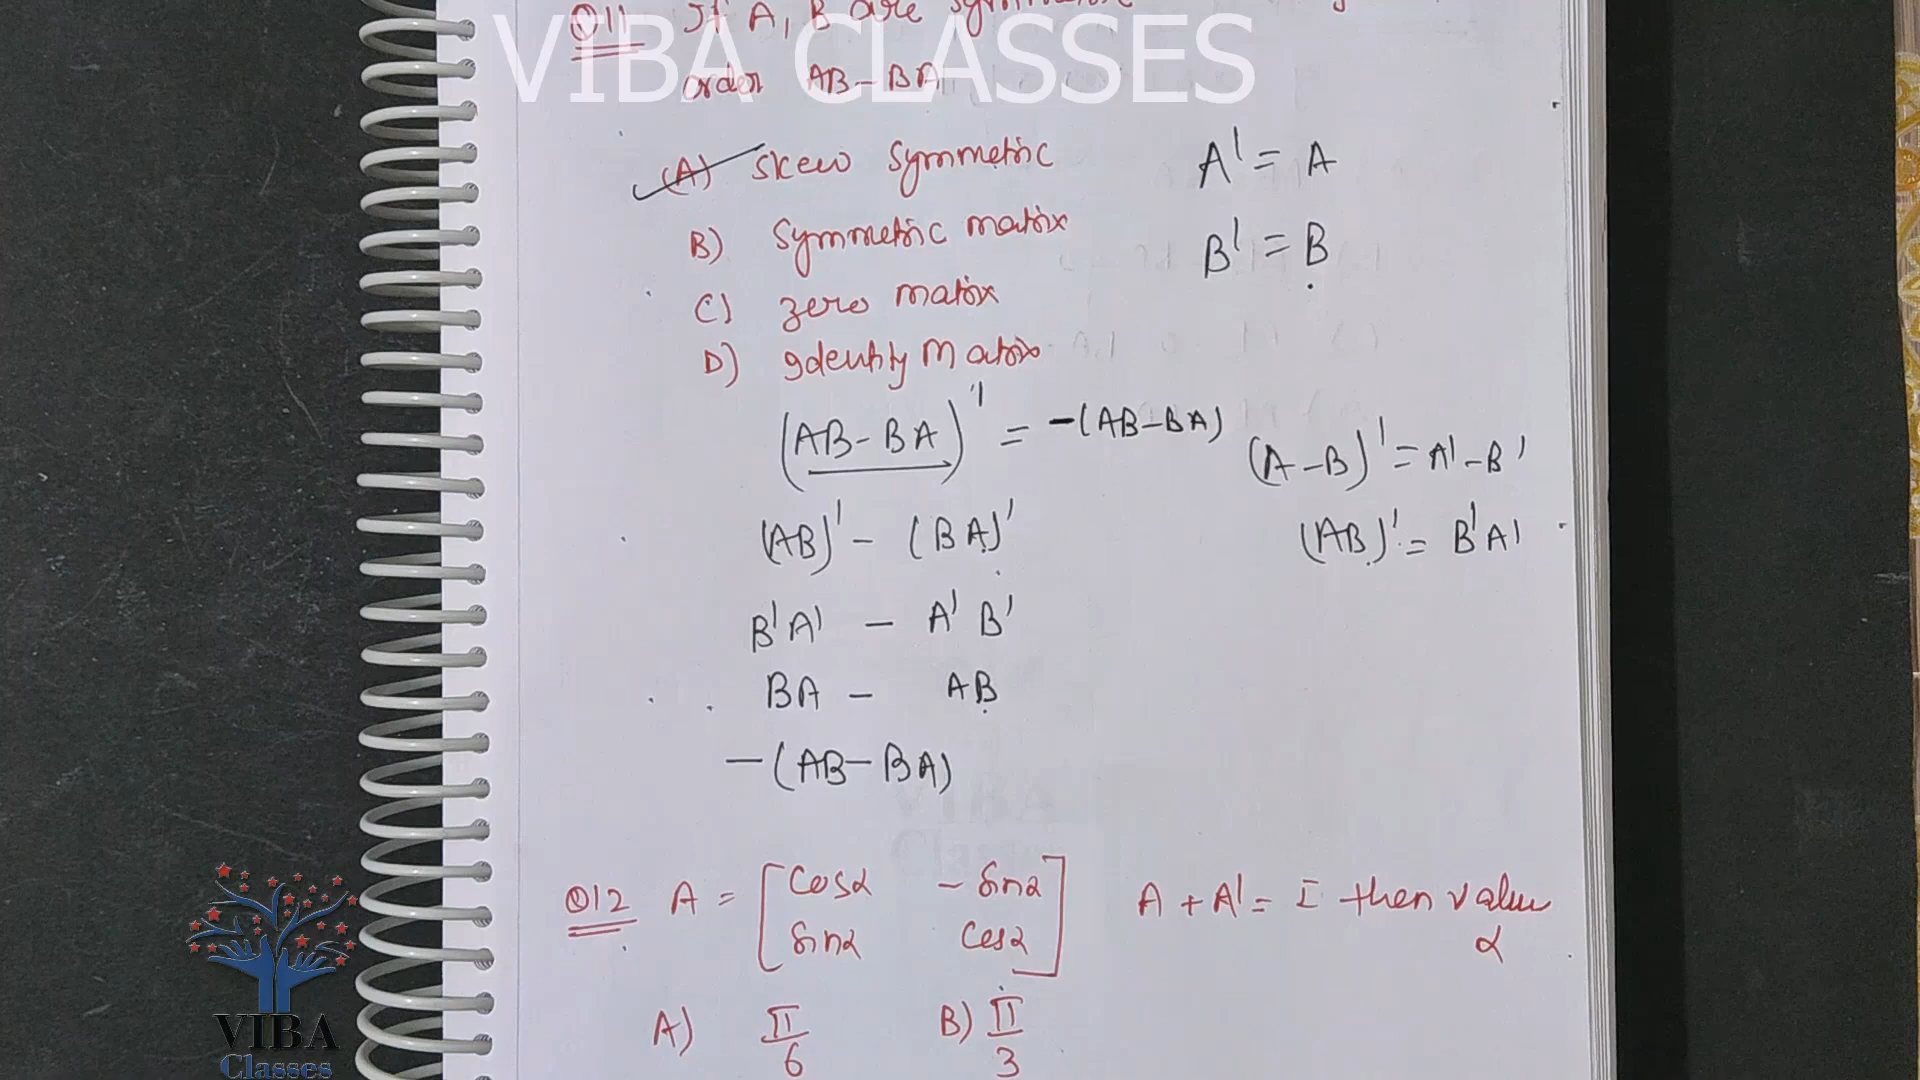 Q11 If A, B are symmetric
order AB-BA
VIBA CLASSES
(A) skew symmetric
A' = A
B) symmetric matrix
B' = B
C) zero matrix
D) Identity Matrix
(AB-BA)' = -(AB-BA)
(A-B)' = A'-B'
(AB)' - (BA)'
(AB)' = B'A'
B'A' - A'B'
BA - AB
-(AB-BA)
Q12 A = [cosα -sinα
sinα cosα] A + A' = I then value
α
A) π/6 B) π/3
VIBA
Classes